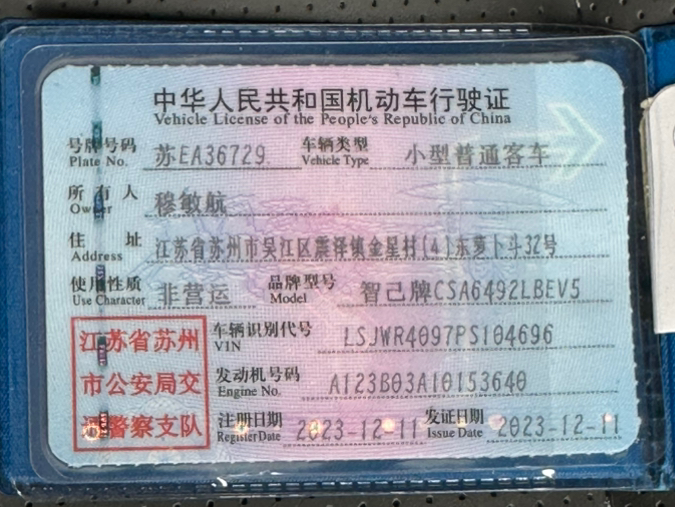 中华人民共和国机动车行驶证
Vehicle License of the People's Republic of China
号牌号码 Plate No. 苏EA36729 车辆类型 Vehicle Type 小型普通客车
所有人 Owner 穆敏航
住址 Address 江苏省苏州市吴江区震泽镇金星村(4)东萝卜斗32号
使用性质 Use Character 非营运 品牌型号 Model 智己牌CSA6492LBEV5
江苏省苏州 车辆识别代号 VIN LSJWR4097PS104696
市公安局交 发动机号码 Engine No. A123B03A10153640
通警察支队 注册日期 Register Date 2023-12-11 发证日期 Issue Date 2023-12-11